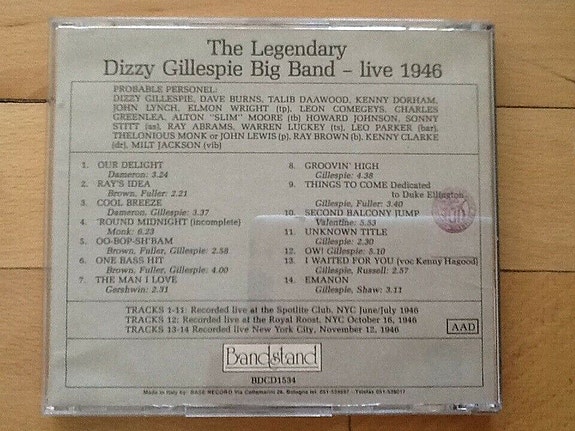 The Legendary
Dizzy Gillespie Big Band – live 1946
PROBABLE PERSONEL:
DIZZY GILLESPIE, DAVE BURNS, TALIB DAAWOOD, KENNY DORHAM,
JOHN LYNCH, ELMON WRIGHT (tp). LEON COMEGEYS, CHARLES
GREENLEA, ALTON "SLIM" MOORE (tb) HOWARD JOHNSON, SONNY
STITT (as), RAY ABRAMS, WARREN LUCKEY (ts), LEO PARKER (bar),
THELONIOUS MONK or JOHN LEWIS (p), RAY BROWN (b), KENNY CLARKE
(dr), MILT JACKSON (vib)
1. OUR DELIGHT
Dameron: 3.24
2. RAY'S IDEA
Brown, Fuller: 2.21
3. COOL BREEZE
Dameron, Gillespie: 3.37
4. 'ROUND MIDNIGHT (incomplete)
Monk: 6.23
5. OO-BOP-SH'BAM
Brown, Fuller, Gillespie: 2.58
6. ONE BASS HIT
Brown, Fuller, Gillespie: 4.00
7. THE MAN I LOVE
Gershwin: 2.31
8. GROOVIN' HIGH
Gillespie: 4.38
9. THINGS TO COME Dedicated
to Duke Ellington
Gillespie, Fuller: 3.40
10. SECOND BALCONY JUMP
Valentine: 5.53
11. UNKNOWN TITLE
Gillespie: 2.30
12. OW! Gillespie: 5.10
13. I WAITED FOR YOU (voc Kenny Hagood)
Gillespie, Russell: 2.57
14. EMANON
Gillespie, Shaw: 3.11
TRACKS 1-11: Recorded live at the Spotlite Club, NYC June/July 1946
TRACKS 12: Recorded live at the Royal Roost, NYC October 16, 1946
TRACKS 13-14 Recorded live New York City, November 12, 1946
AAD
Bandstand
BDCD1534
Made in Italy by: BASE RECORD Via